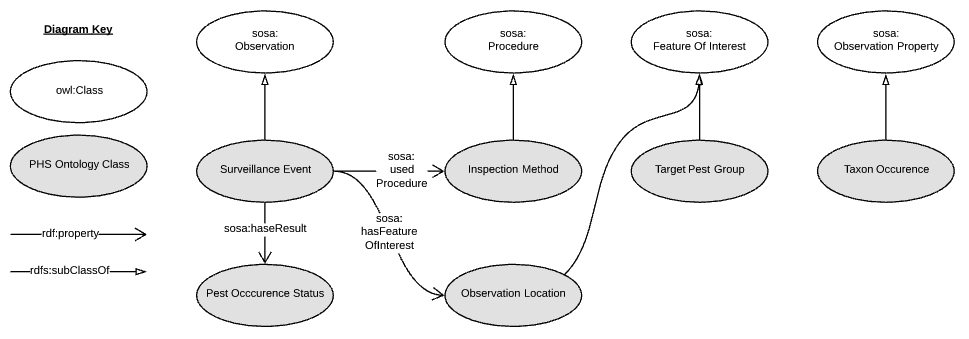 Diagram Key
owl:Class
PHS Ontology Class
rdf:property
rdfs:subClassOf
sosa:
Observation
sosa:
Procedure
sosa:
Feature Of Interest
sosa:
Observation Property
Surveillance Event
sosa:
used
Procedure
Inspection Method
Target Pest Group
Taxon Occurence
sosa:haseResult
sosa:
hasFeature
OfInterest
Pest Occcurence Status
Observation Location